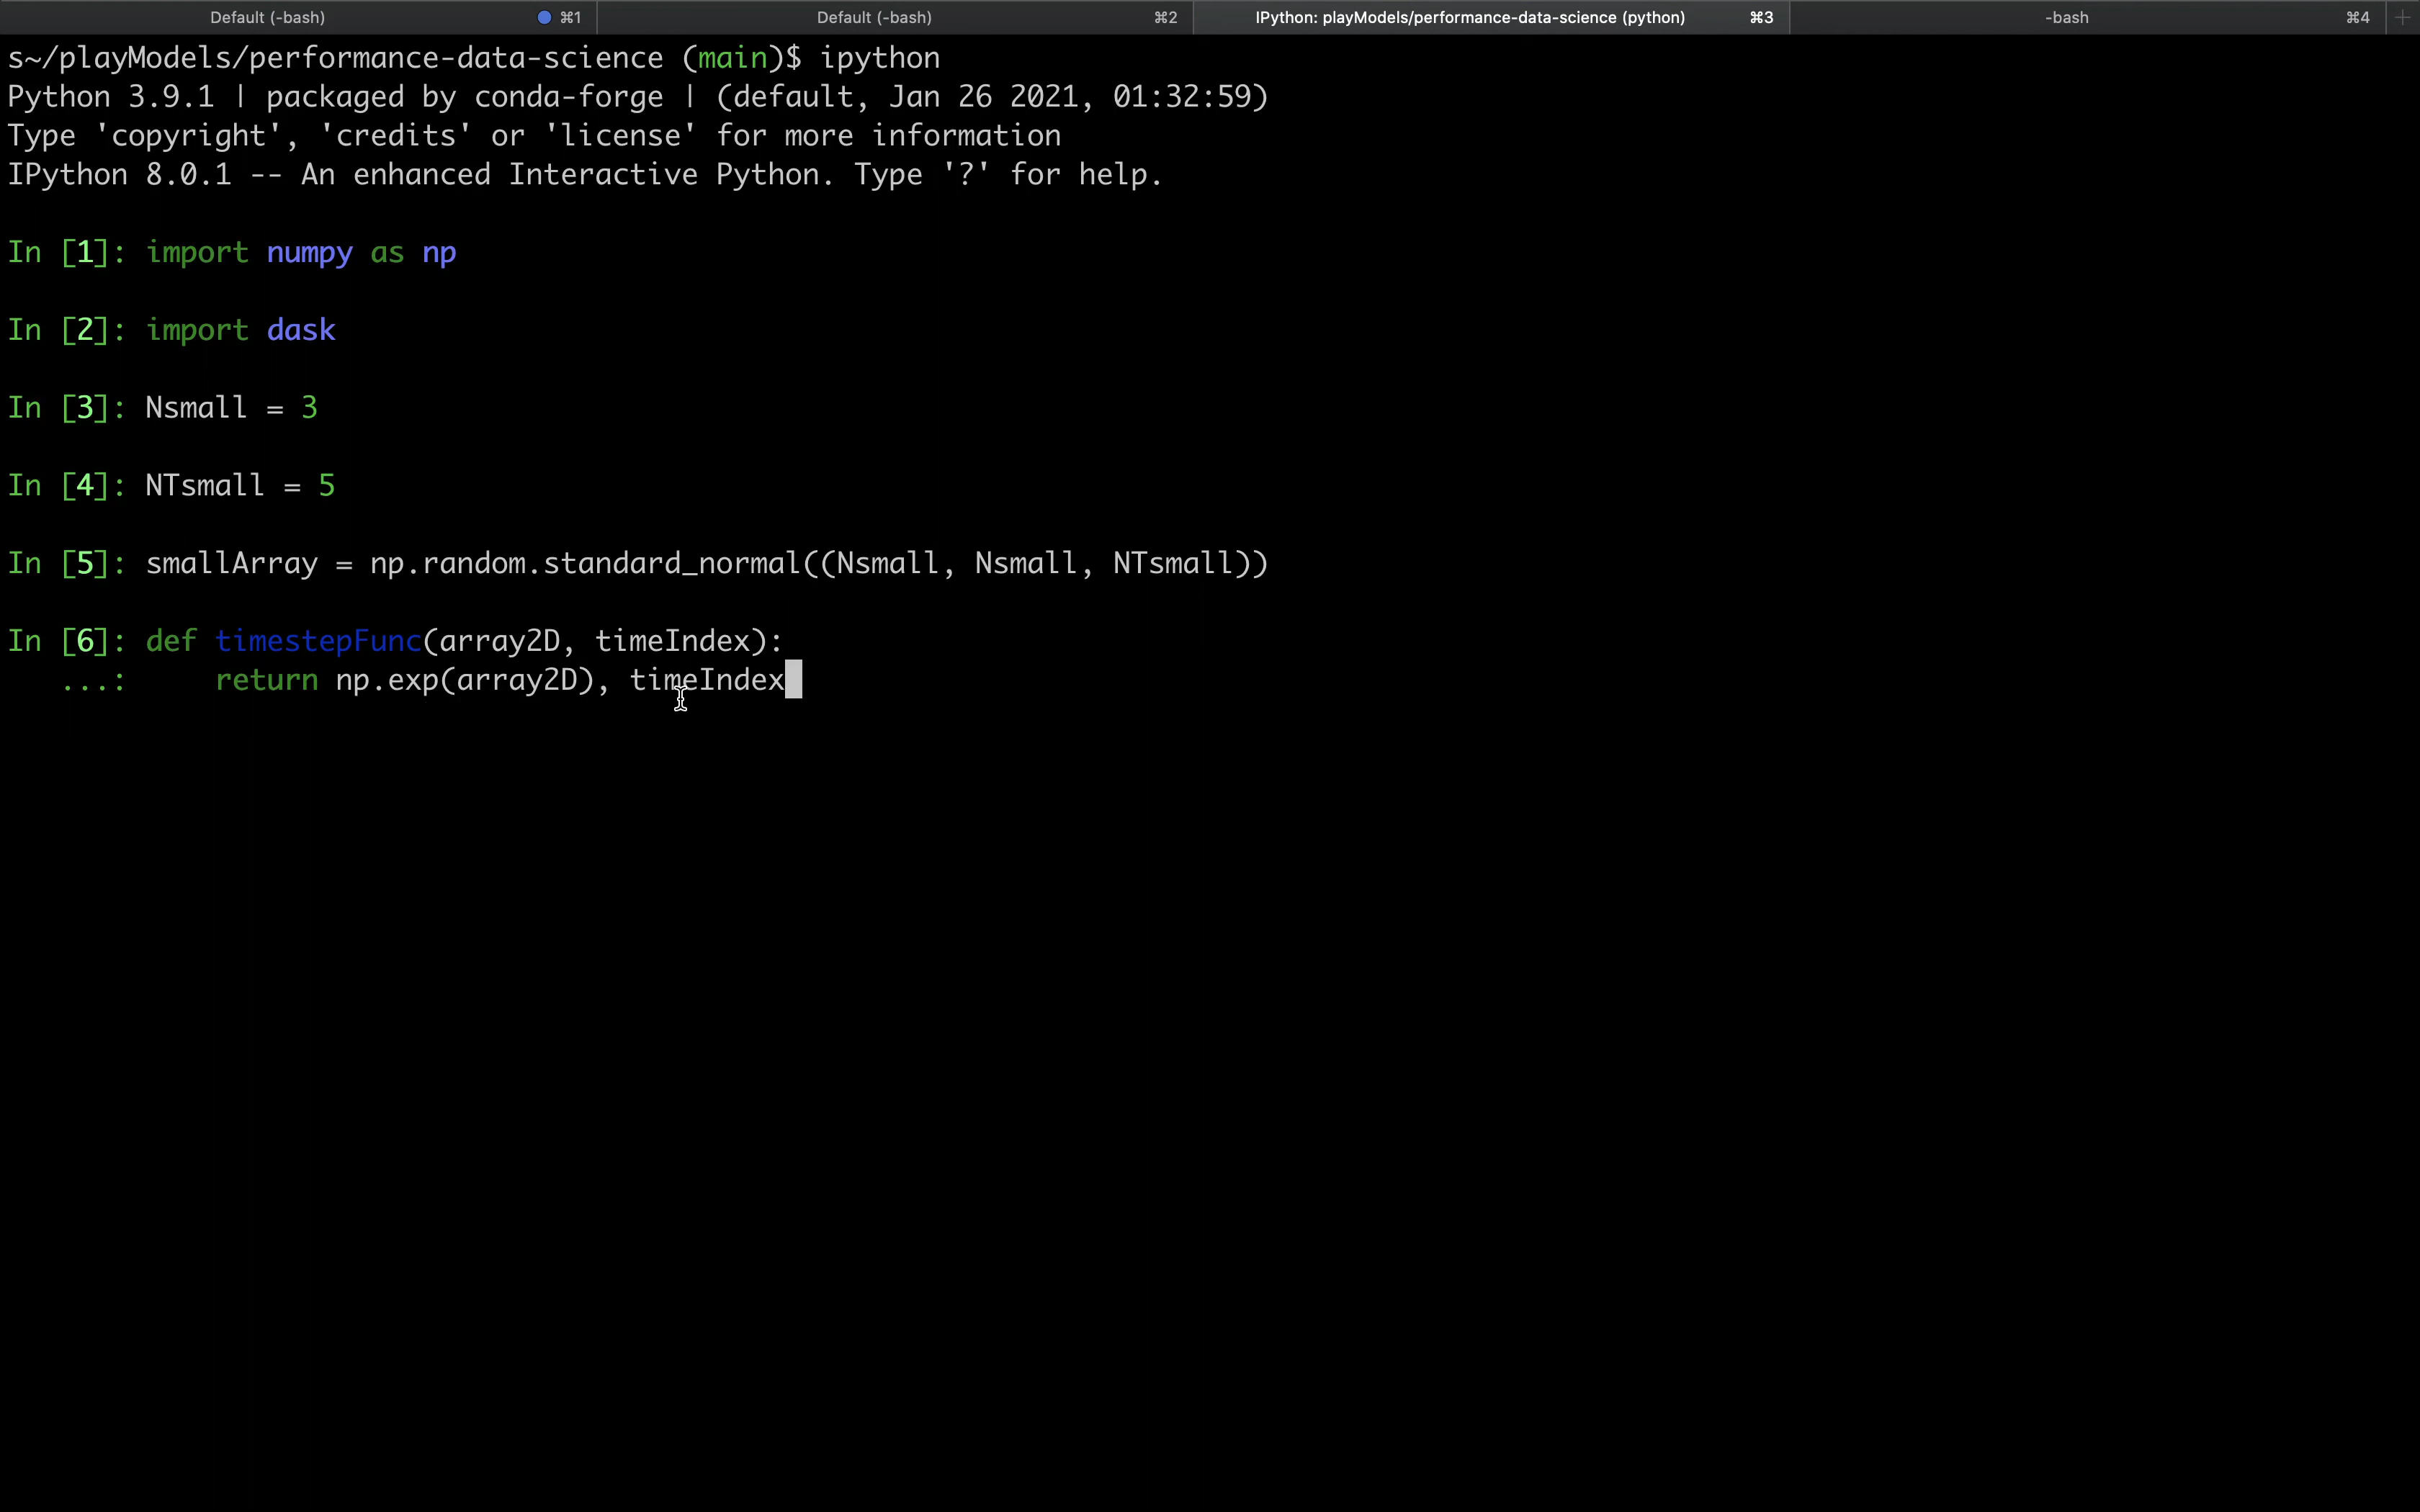 Default (-bash) ⌘1 Default (-bash) ⌘2 IPython: playModels/performance-data-science (python) ⌘3 -bash ⌘4 +
s~/playModels/performance-data-science (main)$ ipython
Python 3.9.1 | packaged by conda-forge | (default, Jan 26 2021, 01:32:59)
Type 'copyright', 'credits' or 'license' for more information
IPython 8.0.1 -- An enhanced Interactive Python. Type '?' for help.
In [1]: import numpy as np
In [2]: import dask
In [3]: Nsmall = 3
In [4]: NTsmall = 5
In [5]: smallArray = np.random.standard_normal((Nsmall, Nsmall, NTsmall))
In [6]: def timestepFunc(array2D, timeIndex):
   ...:     return np.exp(array2D), timeIndex